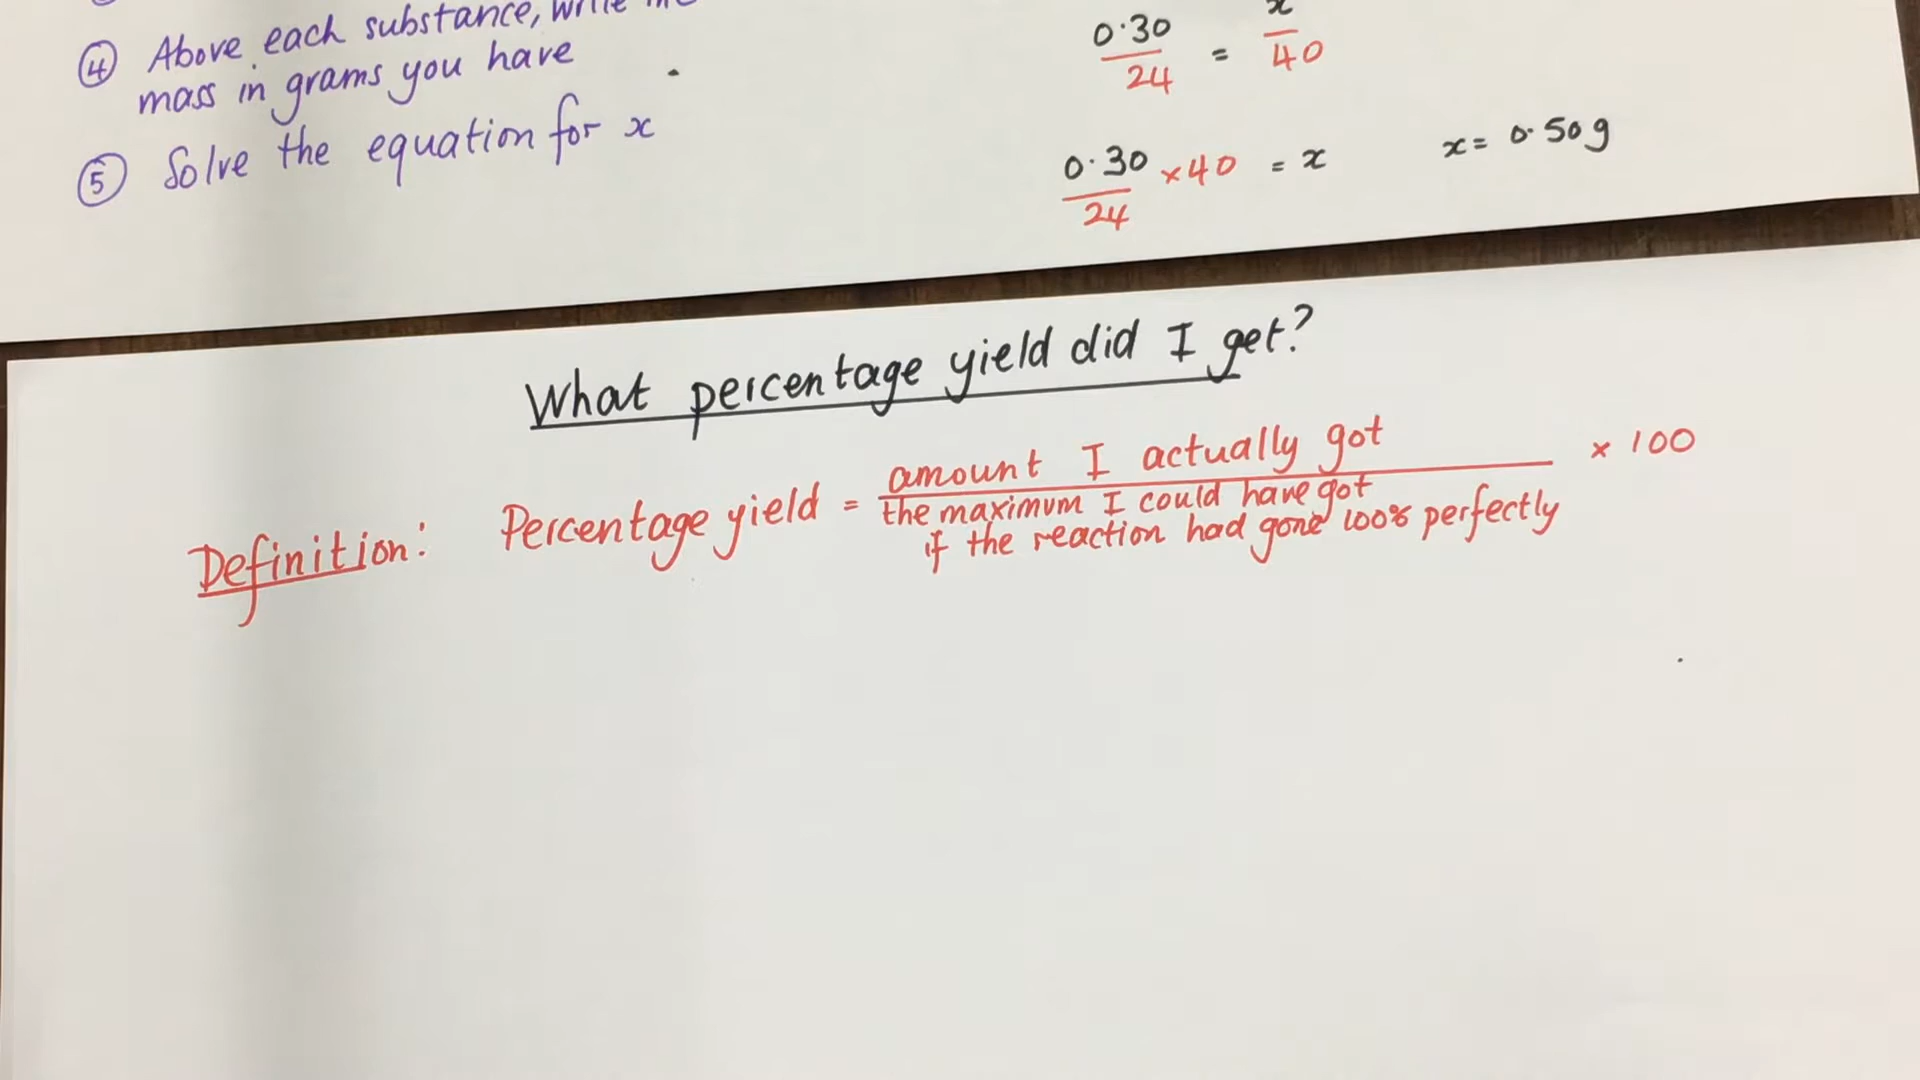 ④ Above each substance, write
mass in grams you have
⑤ Solve the equation for x
0.30/24 = x/40
0.30/24 × 40 = x x = 0.50g
What percentage yield did I get?
Definition: Percentage yield = amount I actually got × 100
the maximum I could have got
if the reaction had gone 100% perfectly